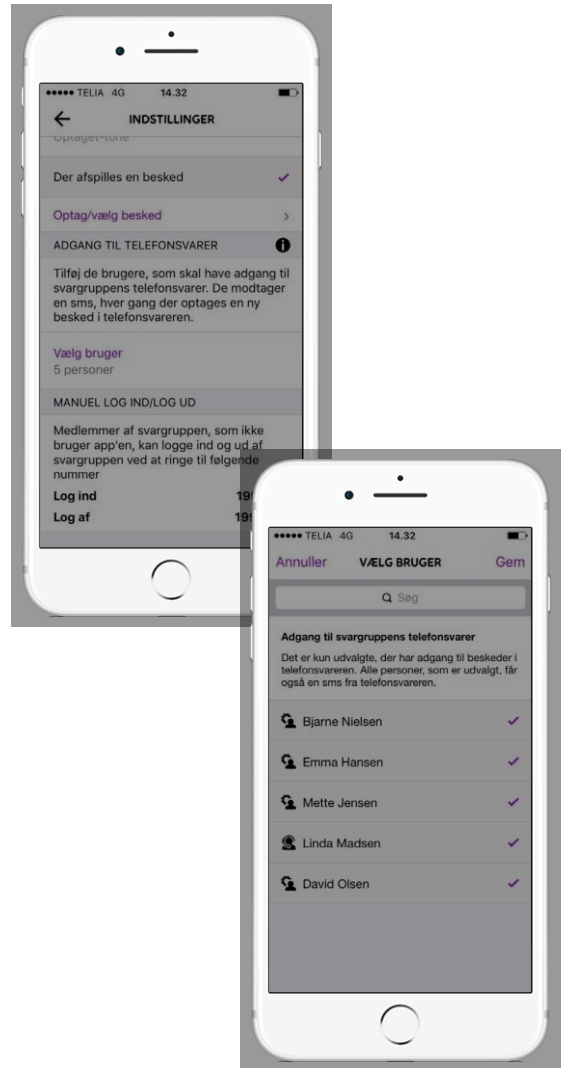 TELIA 4G 14.32
INDSTILLINGER
Optaget-tone
Der afspilles en besked
Optag/vælg besked
ADGANG TIL TELEFONSVARER
Tilføj de brugere, som skal have adgang til
svargruppens telefonsvarer. De modtager
en sms, hver gang der optages en ny
besked i telefonsvareren.
Vælg bruger
5 personer
MANUEL LOG IND/LOG UD
Medlemmer af svargruppen, som ikke
bruger app'en, kan logge ind og ud af
svargruppen ved at ringe til følgende
nummer
Log ind
Log af
TELIA 4G 14.32
Annuller VÆLG BRUGER Gem
Søg
Adgang til svargruppens telefonsvarer
Det er kun udvalgte, der har adgang til beskeder i
telefonsvareren. Alle personer, som er udvalgt, får
også en sms fra telefonsvareren.
Bjarne Nielsen
Emma Hansen
Mette Jensen
Linda Madsen
David Olsen